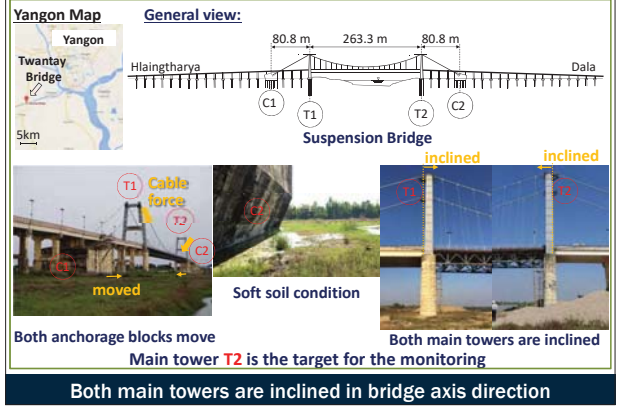 Yangon Map
General view:
Yangon
Twantay
Bridge
5km
80.8 m
263.3 m
80.8 m
Hlaingtharya
Dala
C1
T1
T2
C2
Suspension Bridge
T1
Cable
force
T2
C2
C1
moved
C2
Soft soil condition
inclined
inclined
T1
T2
Both anchorage blocks move
Both main towers are inclined
Main tower T2 is the target for the monitoring
Both main towers are inclined in bridge axis direction